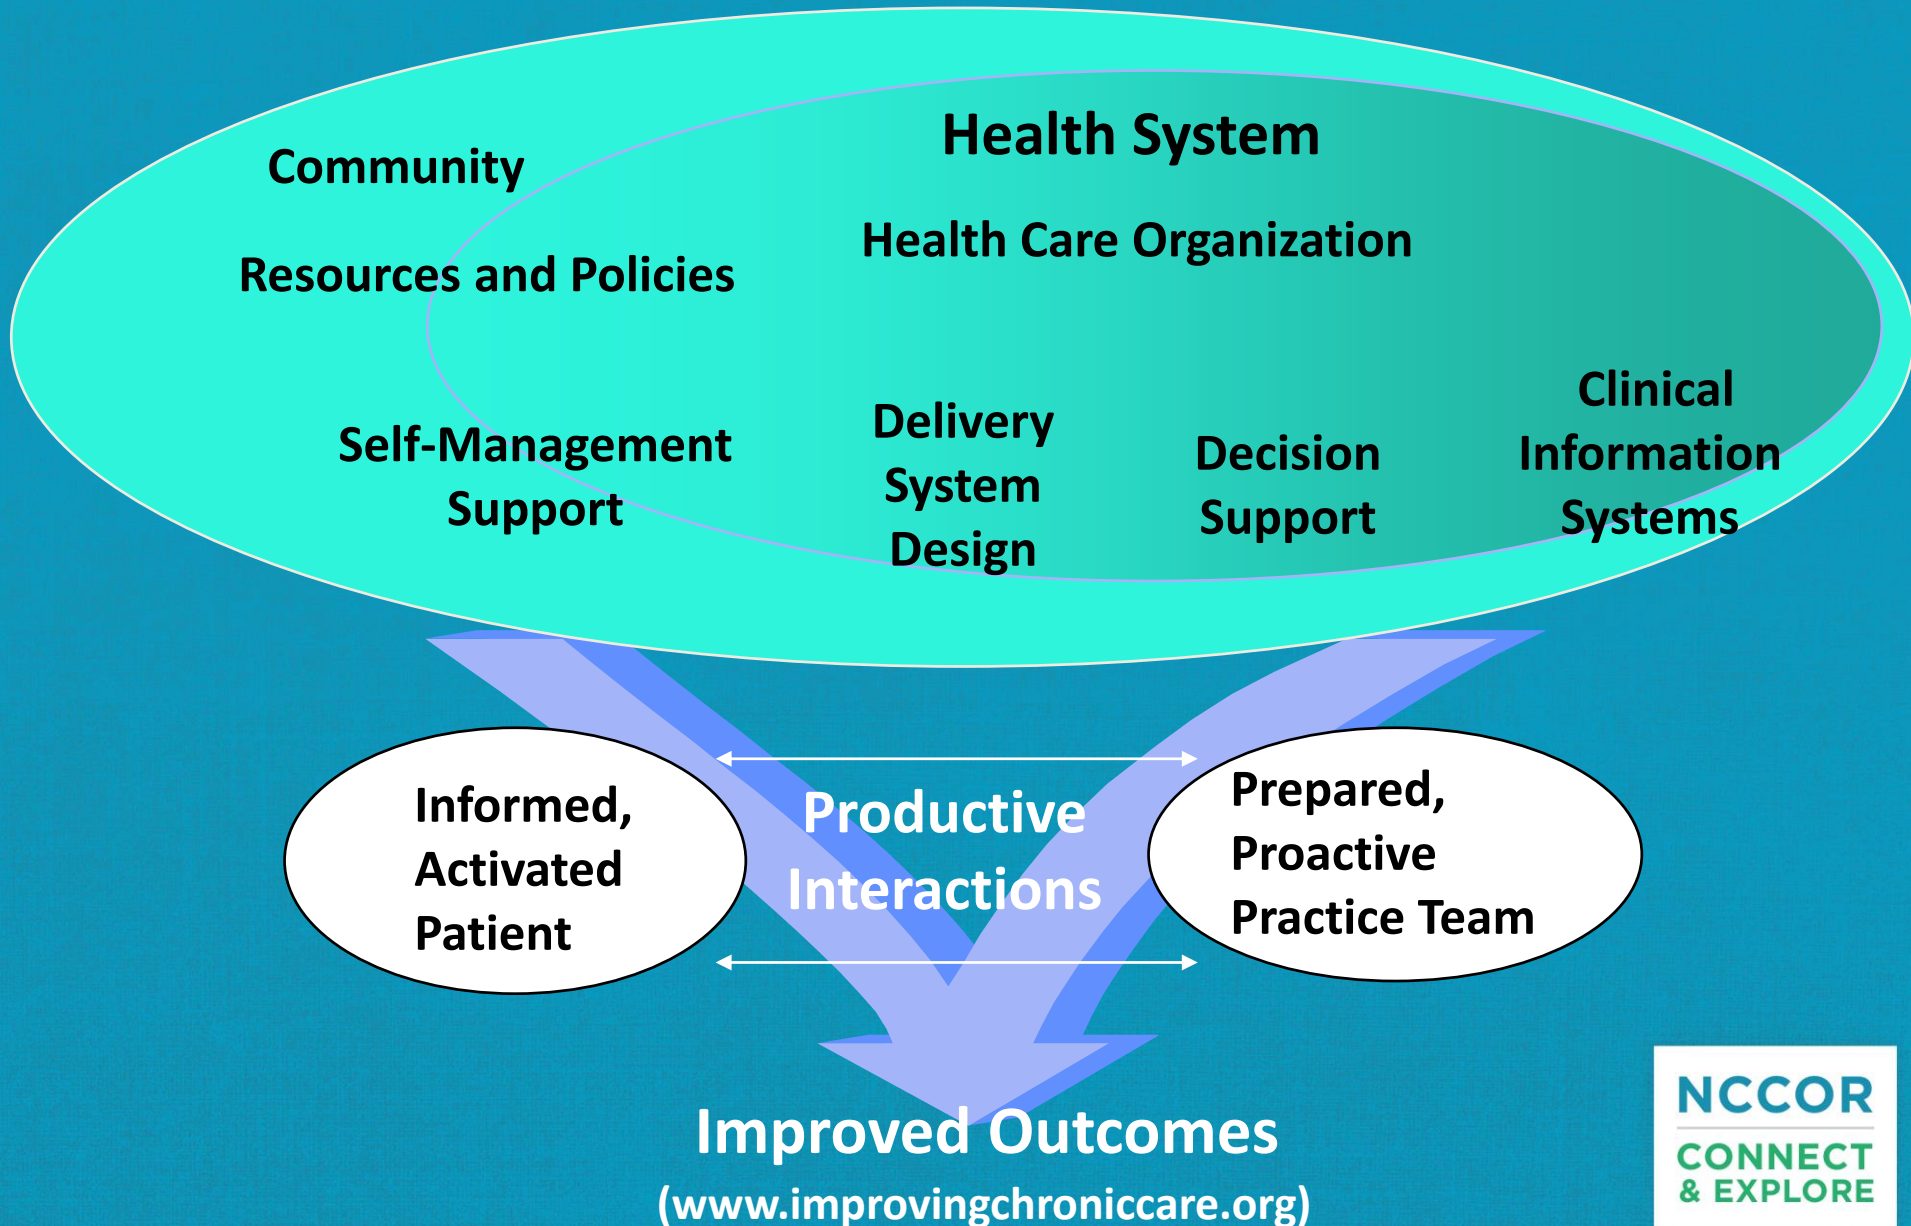 Health System
Community
Health Care Organization
Resources and Policies
Self-Management
Support
Delivery
System
Design
Decision
Support
Clinical
Information
Systems
Informed,
Activated
Patient
Productive
Interactions
Prepared,
Proactive
Practice Team
Improved Outcomes
(www.improvingchroniccare.org)
NCCOR
CONNECT
& EXPLORE